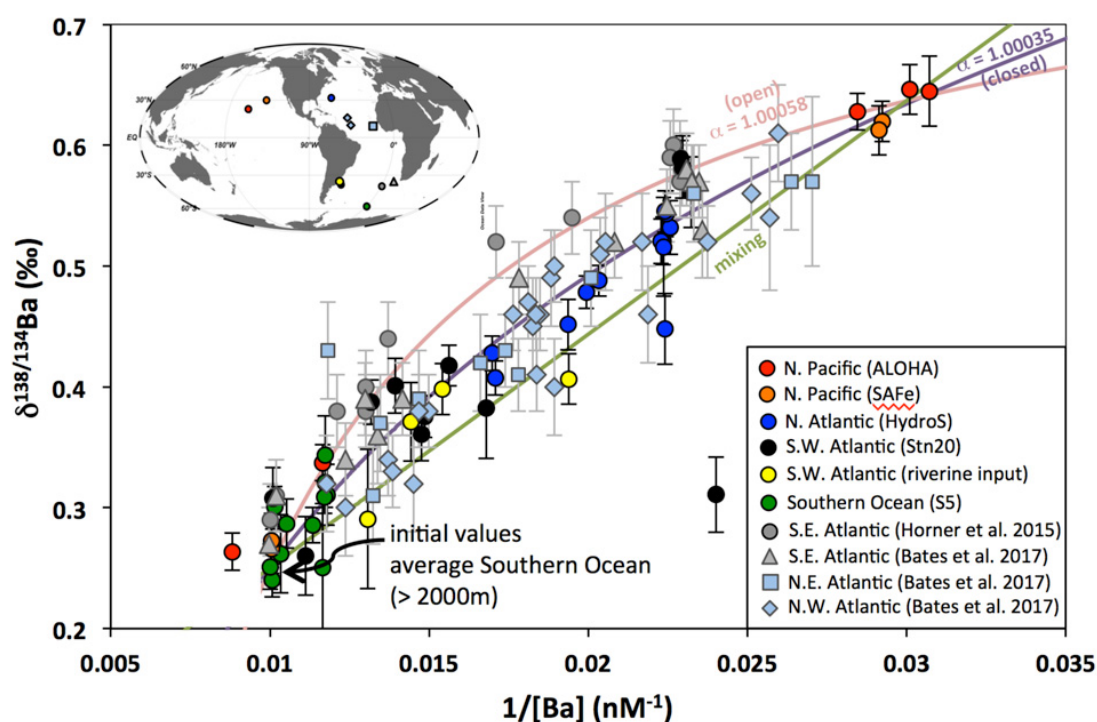 0.7
0.6
0.5
0.4
0.3
0.2
δ138/134Ba (‰)
60°N
30°N
EQ
30°S
60°S
180°W
90°W
0°
Ocean Data View
(open)
α = 1.00058
α = 1.00035
(closed)
mixing
initial values
average Southern Ocean
(> 2000m)
N. Pacific (ALOHA)
N. Pacific (SAFe)
N. Atlantic (HydroS)
S.W. Atlantic (Stn20)
S.W. Atlantic (riverine input)
Southern Ocean (S5)
S.E. Atlantic (Horner et al. 2015)
S.E. Atlantic (Bates et al. 2017)
N.E. Atlantic (Bates et al. 2017)
N.W. Atlantic (Bates et al. 2017)
0.005 0.01 0.015 0.02 0.025 0.03 0.035
1/[Ba] (nM-1)